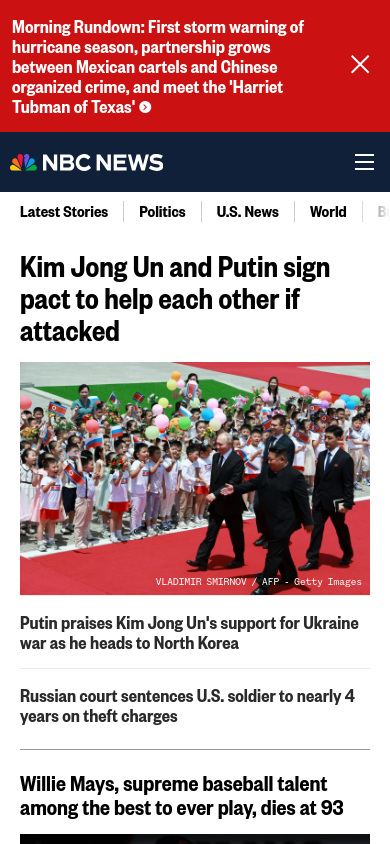 Morning Rundown: First storm warning of
hurricane season, partnership grows
between Mexican cartels and Chinese
organized crime, and meet the 'Harriet
Tubman of Texas'
NBC NEWS
Latest Stories
Politics
U.S. News
World
Kim Jong Un and Putin sign
pact to help each other if
attacked
VLADIMIR SMIRNOV / AFP - Getty Images
Putin praises Kim Jong Un's support for Ukraine
war as he heads to North Korea
Russian court sentences U.S. soldier to nearly 4
years on theft charges
Willie Mays, supreme baseball talent
among the best to ever play, dies at 93